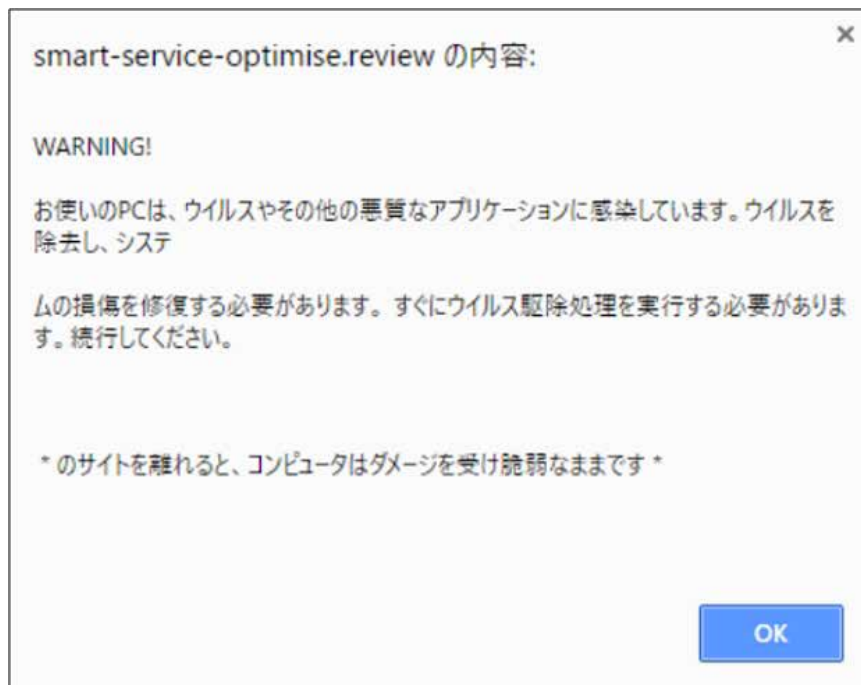 smart-service-optimise.review の内容:
WARNING!
お使いのPCは、ウイルスやその他の悪質なアプリケーションに感染しています。ウイルスを
除去し、システ
ムの損傷を修復する必要があります。すぐにウイルス駆除処理を実行する必要がありま
す。続行してください。
* のサイトを離れると、コンピュータはダメージを受け脆弱なままです *
OK